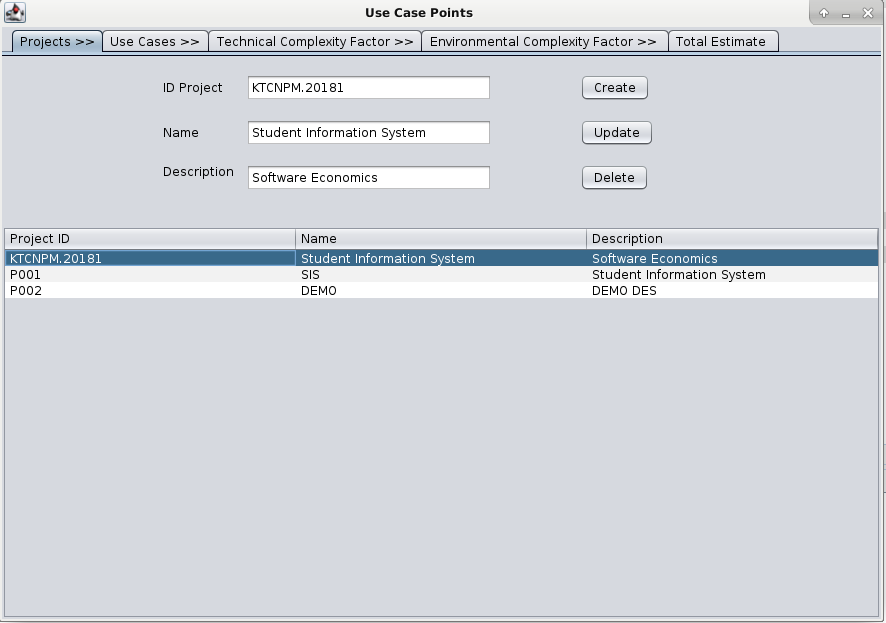 Use Case Points
Projects >> Use Cases >> Technical Complexity Factor >> Environmental Complexity Factor >> Total Estimate
ID Project KTCNPM.20181 Create
Name Student Information System Update
Description Software Economics Delete
Project ID Name Description
KTCNPM.20181 Student Information System Software Economics
P001 SIS Student Information System
P002 DEMO DEMO DES